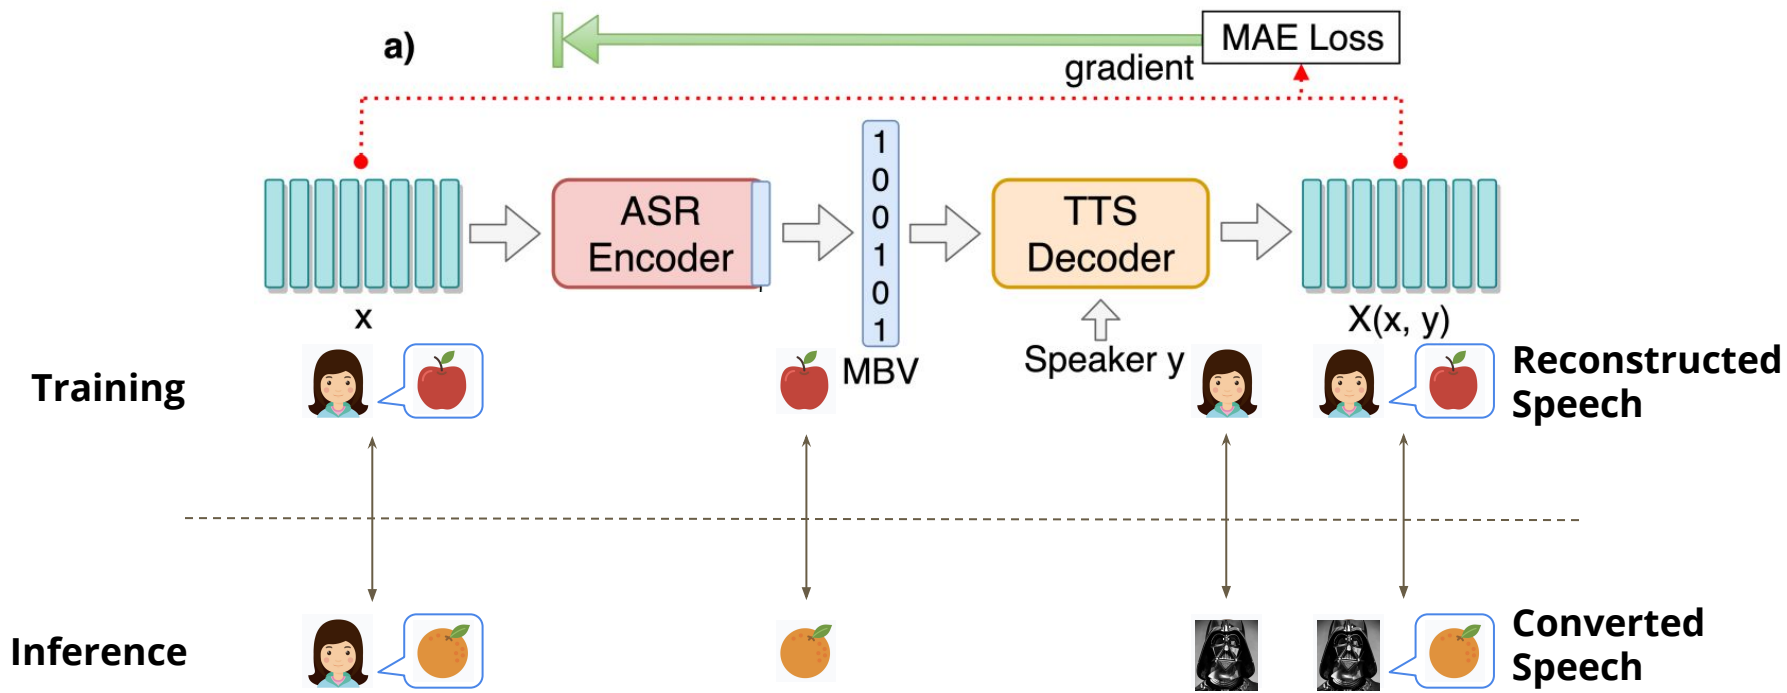 a)
MAE Loss
gradient
1
0
0
1
0
1
ASR
Encoder
TTS
Decoder
x
MBV
Speaker y
X(x, y)
Training
Reconstructed
Speech
Inference
Converted
Speech